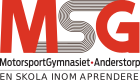 MSG
MotorsportGymnasiet•Anderstorp
EN SKOLA INOM APRENDERE